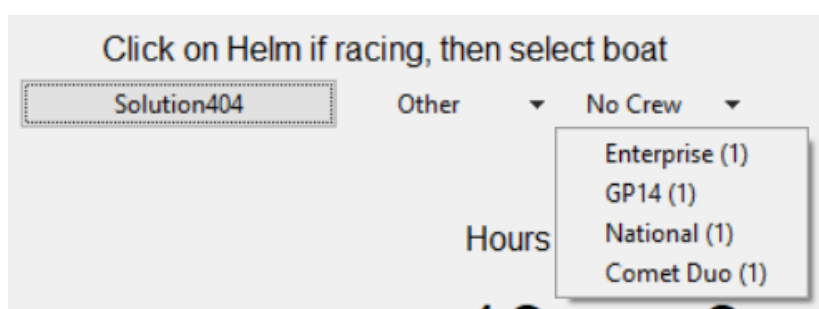 Click on Helm if racing, then select boat
Solution404 Other No Crew
Enterprise (1)
GP14 (1)
Hours National (1)
Comet Duo (1)